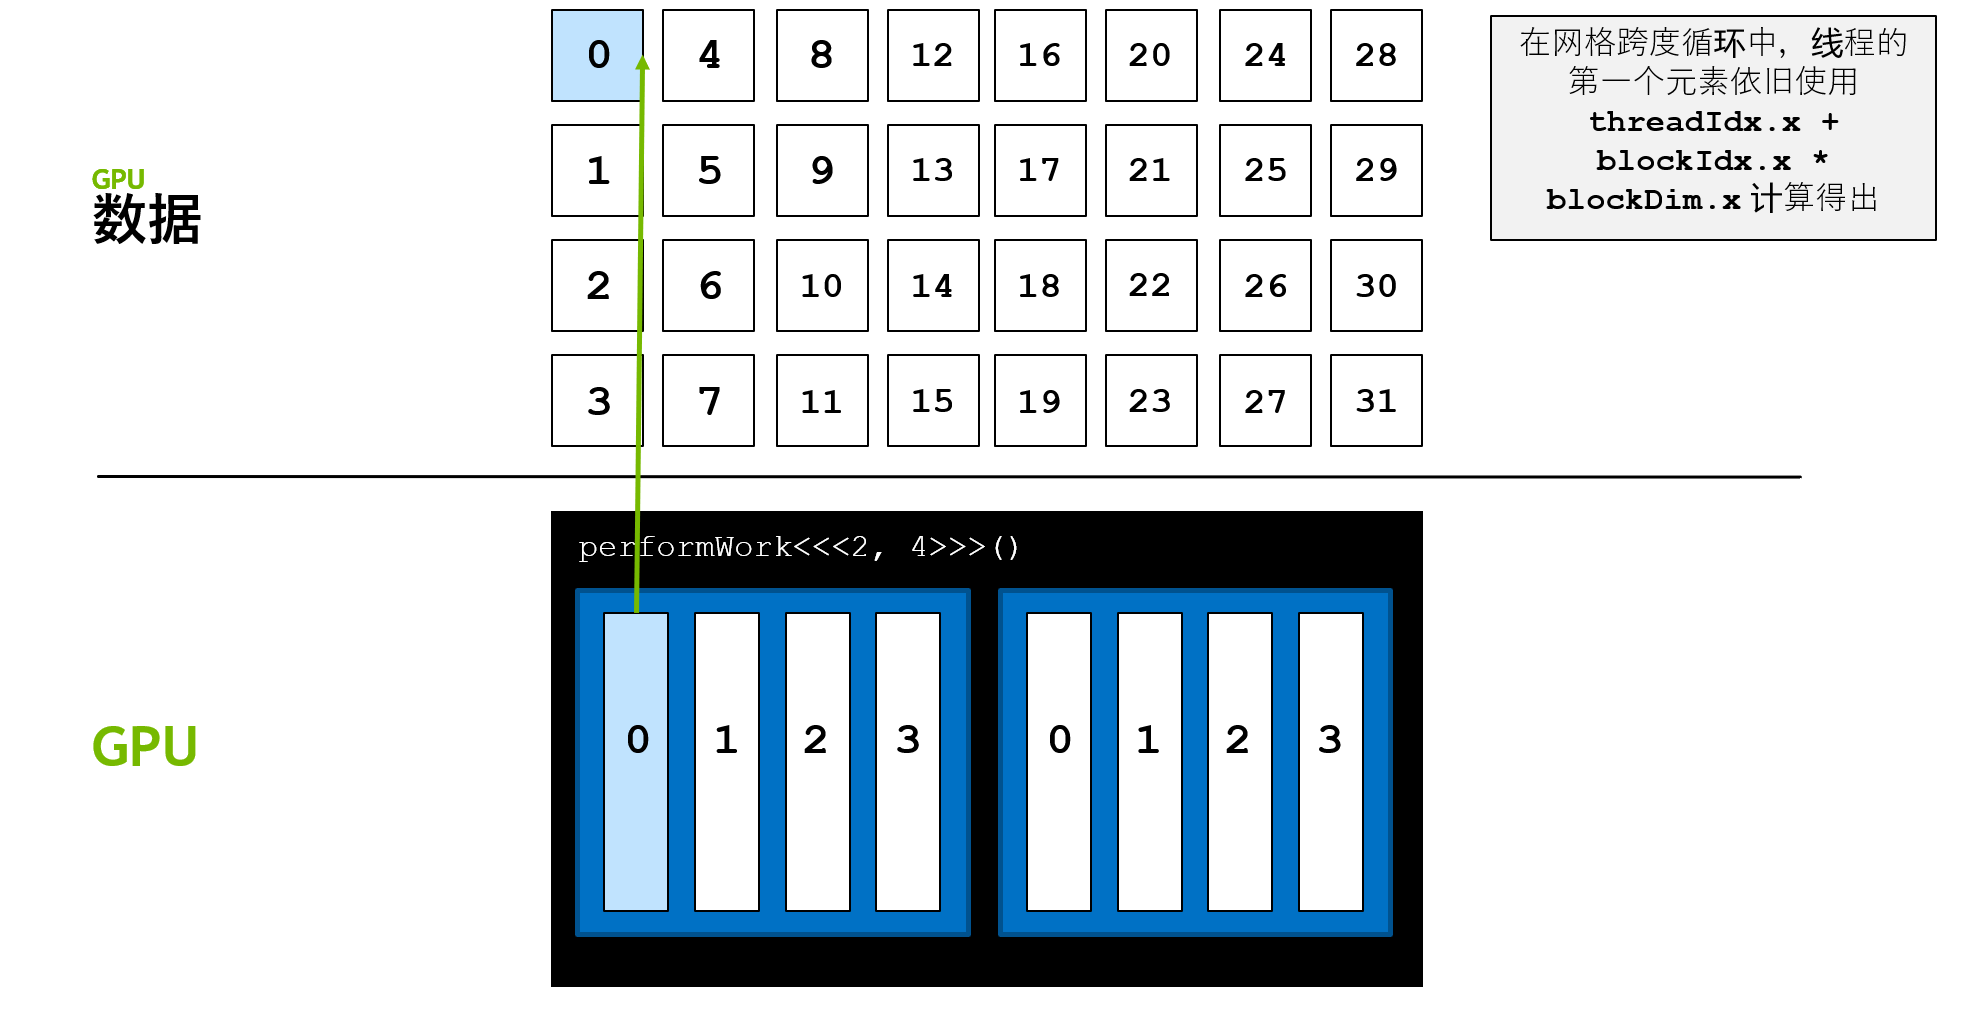 0 4 8 12 16 20 24 28
1 5 9 13 17 21 25 29
2 6 10 14 18 22 26 30
3 7 11 15 19 23 27 31
在网格跨度循环中，线程的
第一个元素依旧使用
threadIdx.x +
blockIdx.x *
blockDim.x 计算得出
GPU
数据
performWork<<<2, 4>>>()
0 1 2 3 0 1 2 3
GPU